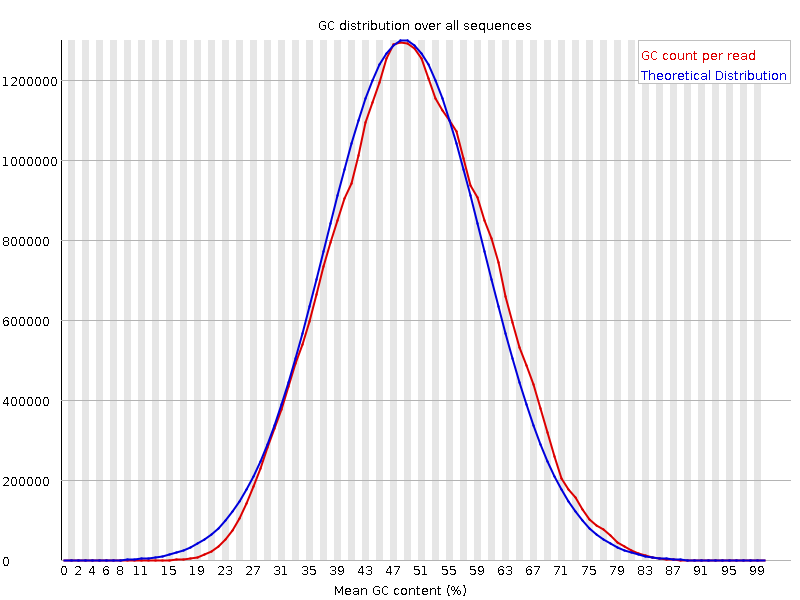 GC distribution over all sequences
GC count per read
Theoretical Distribution
1200000
1000000
800000
600000
400000
200000
0
0 2 4 6 8 11 15 19 23 27 31 35 39 43 47 51 55 59 63 67 71 75 79 83 87 91 95 99
Mean GC content (%)